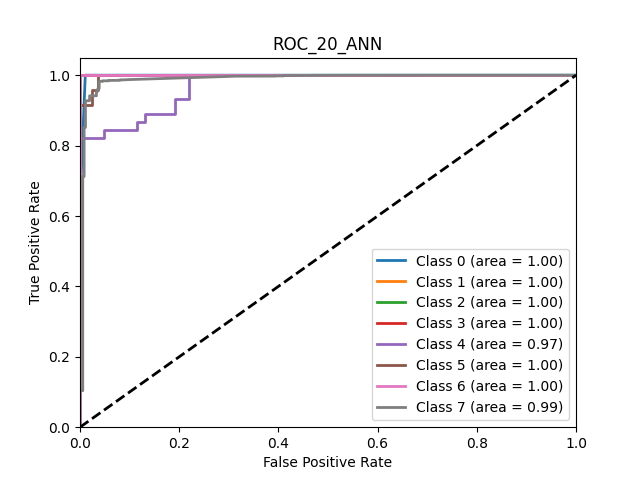 ROC_20_ANN
True Positive Rate
1.0
0.8
0.6
0.4
0.2
0.0
Class 0 (area = 1.00)
Class 1 (area = 1.00)
Class 2 (area = 1.00)
Class 3 (area = 1.00)
Class 4 (area = 0.97)
Class 5 (area = 1.00)
Class 6 (area = 1.00)
Class 7 (area = 0.99)
0.0 0.2 0.4 0.6 0.8 1.0
False Positive Rate